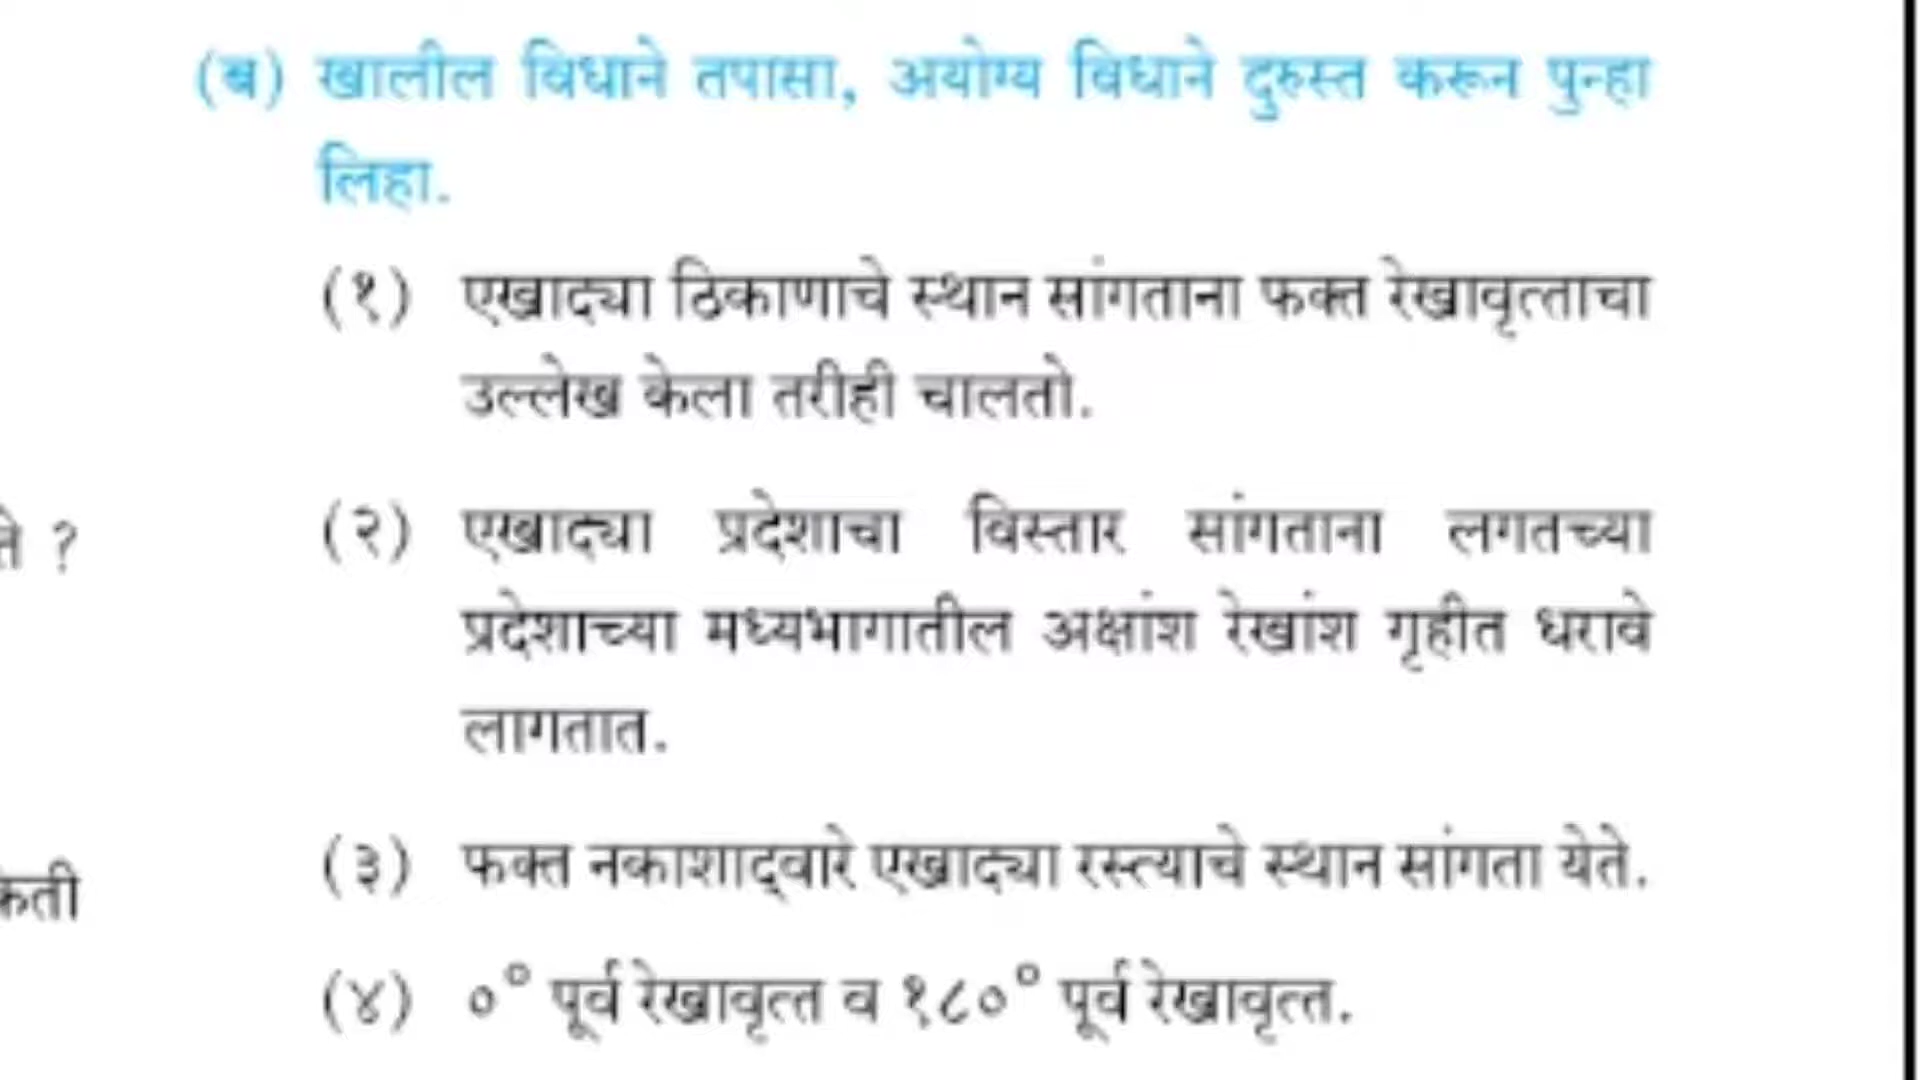 (ब) खालील विधाने तपासा, अयोग्य विधाने दुरुस्त करून पुन्हा
लिहा.
(१) एखाद्या ठिकाणाचे स्थान सांगताना फक्त रेखावृत्ताचा
उल्लेख केला तरीही चालतो.
(२) एखाद्या प्रदेशाचा विस्तार सांगताना लगतच्या
प्रदेशाच्या मध्यभागातील अक्षांश रेखांश गृहीत धरावे
लागतात.
(३) फक्त नकाशाद्वारे एखाद्या रस्त्याचे स्थान सांगता येते.
(४) ०° पूर्व रेखावृत्त व १८०° पूर्व रेखावृत्त.
?